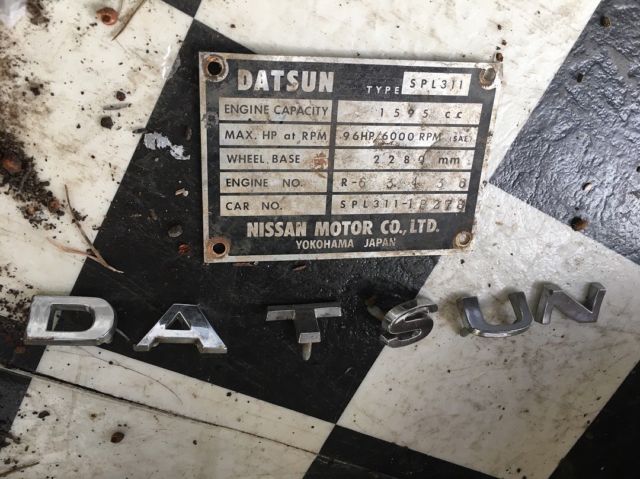 DATSUN TYPE SPL311
ENGINE CAPACITY 1595 cc
MAX. HP at RPM 96HP/6000 RPM (SAE)
WHEEL BASE 2280 mm
ENGINE NO.
CAR NO.
NISSAN MOTOR CO., LTD.
YOKOHAMA JAPAN
DATSUN